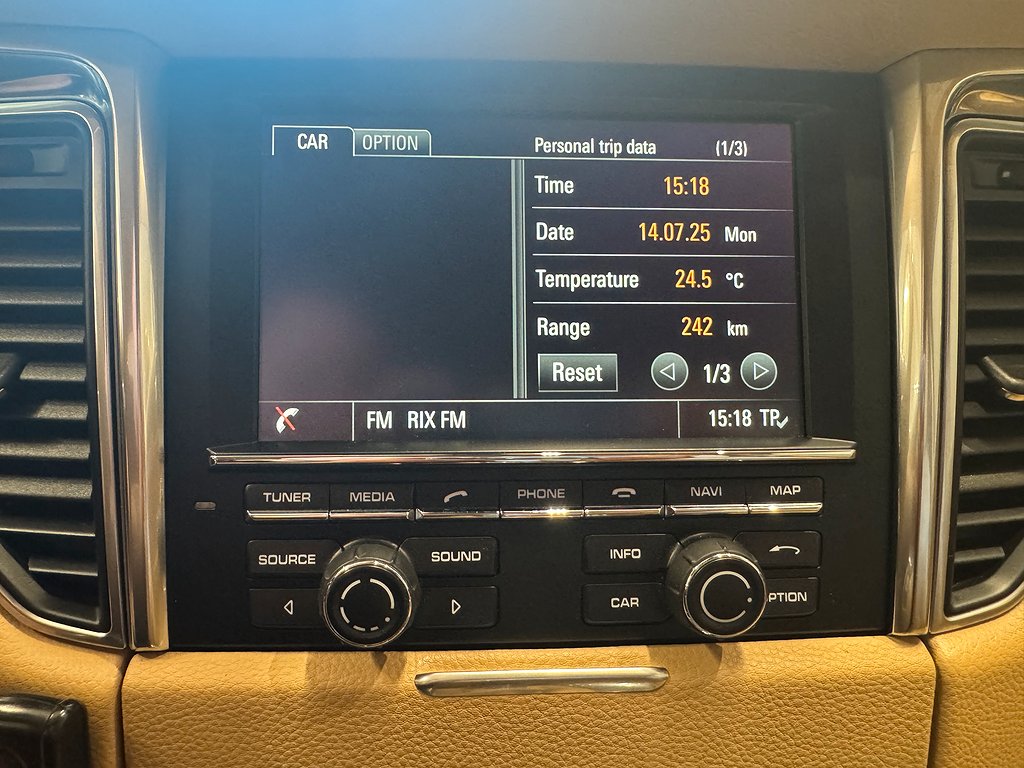 CAR OPTION Personal trip data (1/3)
Time 15:18
Date 14.07.25 Mon
Temperature 24.5 °C
Range 242 km
Reset 1/3
FM RIX FM 15:18 TP
TUNER MEDIA PHONE NAVI MAP
SOURCE SOUND INFO
CAR PTION